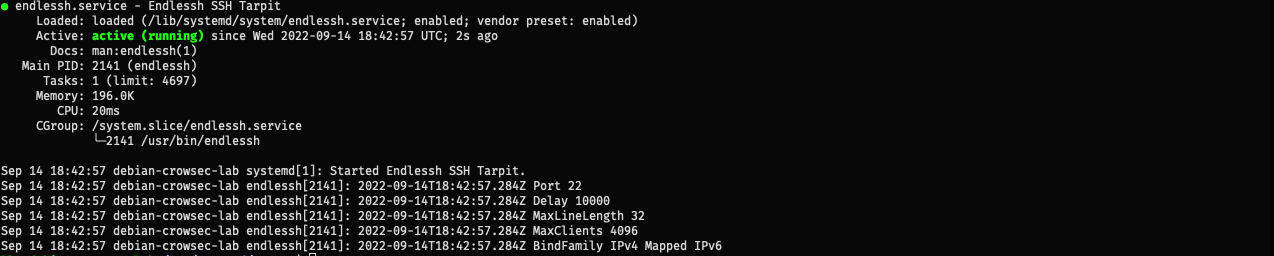 ● endlessh.service - Endlessh SSH Tarpit
Loaded: loaded (/lib/systemd/system/endlessh.service; enabled; vendor preset: enabled)
Active: active (running) since Wed 2022-09-14 18:42:57 UTC; 2s ago
Docs: man:endlessh(1)
Main PID: 2141 (endlessh)
Tasks: 1 (limit: 4697)
Memory: 196.0K
CPU: 20ms
CGroup: /system.slice/endlessh.service
└─2141 /usr/bin/endlessh
Sep 14 18:42:57 debian-crowsec-lab systemd[1]: Started Endlessh SSH Tarpit.
Sep 14 18:42:57 debian-crowsec-lab endlessh[2141]: 2022-09-14T18:42:57.284Z Port 22
Sep 14 18:42:57 debian-crowsec-lab endlessh[2141]: 2022-09-14T18:42:57.284Z Delay 10000
Sep 14 18:42:57 debian-crowsec-lab endlessh[2141]: 2022-09-14T18:42:57.284Z MaxLineLength 32
Sep 14 18:42:57 debian-crowsec-lab endlessh[2141]: 2022-09-14T18:42:57.284Z MaxClients 4096
Sep 14 18:42:57 debian-crowsec-lab endlessh[2141]: 2022-09-14T18:42:57.284Z BindFamily IPv4 Mapped IPv6